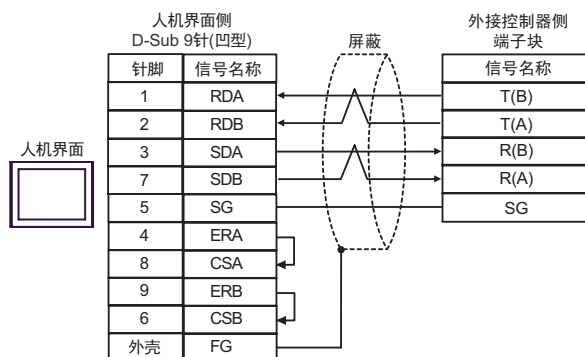 人机界面侧
D-Sub 9针(凹型)
屏蔽
外接控制器侧
端子块
针脚 信号名称
信号名称
1 RDA
T(B)
2 RDB
T(A)
人机界面
3 SDA
R(B)
7 SDB
R(A)
5 SG
SG
4 ERA
8 CSA
9 ERB
6 CSB
外壳 FG